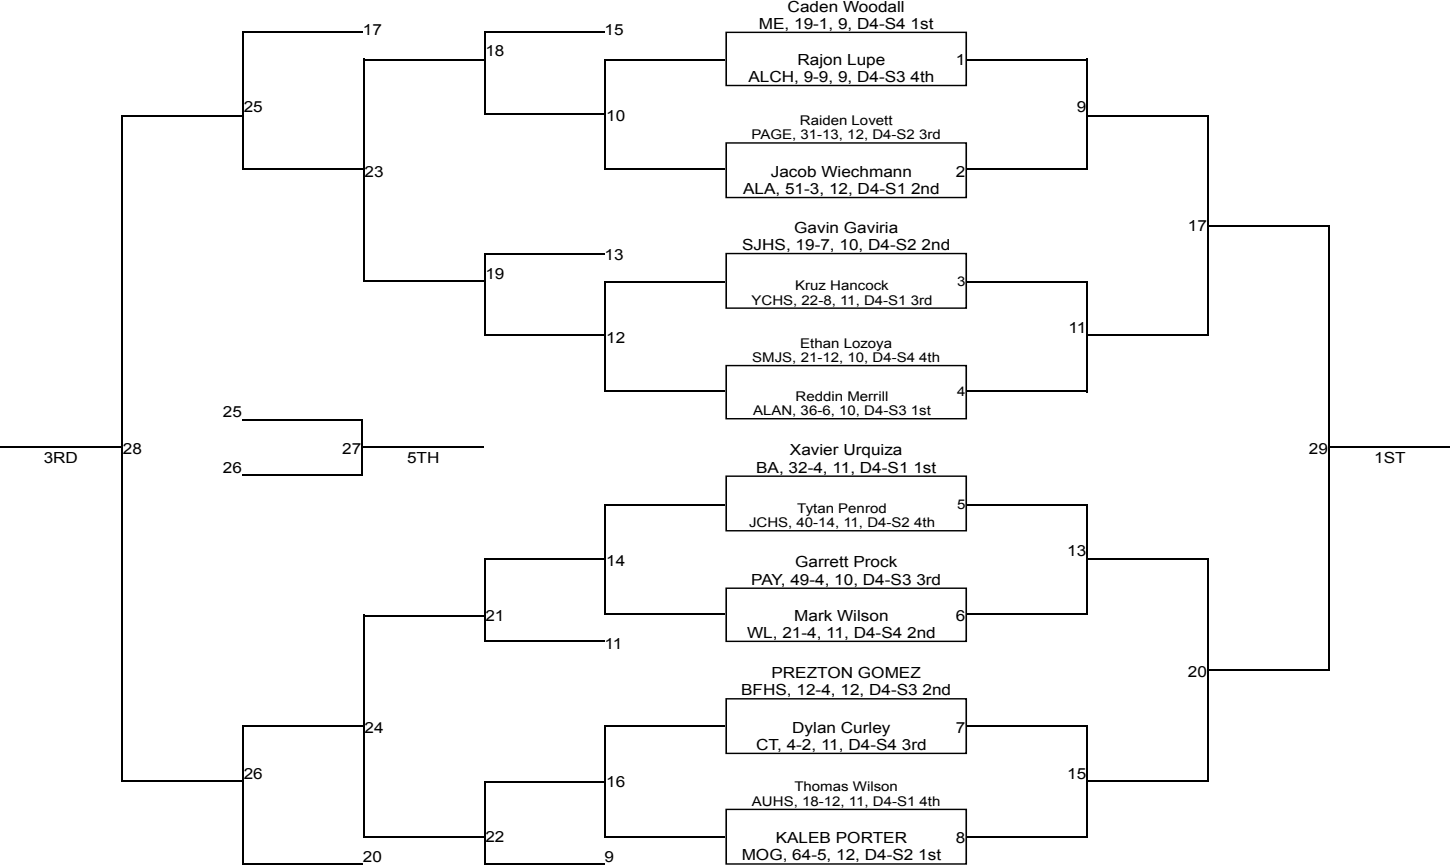 Caden Woodall
ME, 19-1, 9, D4-S4 1st
17
15
18
Rajon Lupe
1
ALCH, 9-9, 9, D4-S3 4th
25
9
10
Raiden Lovett
PAGE, 31-13, 12, D4-S2 3rd
23
Jacob Wiechmann
2
ALA, 51-3, 12, D4-S1 2nd
17
Gavin Gaviria
SJHS, 19-7, 10, D4-S2 2nd
13
19
Kruz Hancock
3
YCHS, 22-8, 11, D4-S1 3rd
11
12
Ethan Lozoya
SMJS, 21-12, 10, D4-S4 4th
Reddin Merrill
4
ALAN, 36-6, 10, D4-S3 1st
25
28
27
29
3RD
5TH
1ST
26
Xavier Urquiza
BA, 32-4, 11, D4-S1 1st
Tytan Penrod
5
JCHS, 40-14, 11, D4-S2 4th
13
14
Garrett Prock
PAY, 49-4, 10, D4-S3 3rd
21
Mark Wilson
6
WL, 21-4, 11, D4-S4 2nd
11
20
PREZTON GOMEZ
BFHS, 12-4, 12, D4-S3 2nd
24
Dylan Curley
7
CT, 4-2, 11, D4-S4 3rd
26
15
16
Thomas Wilson
AUHS, 18-12, 11, D4-S1 4th
22
KALEB PORTER
8
MOG, 64-5, 12, D4-S2 1st
20
9